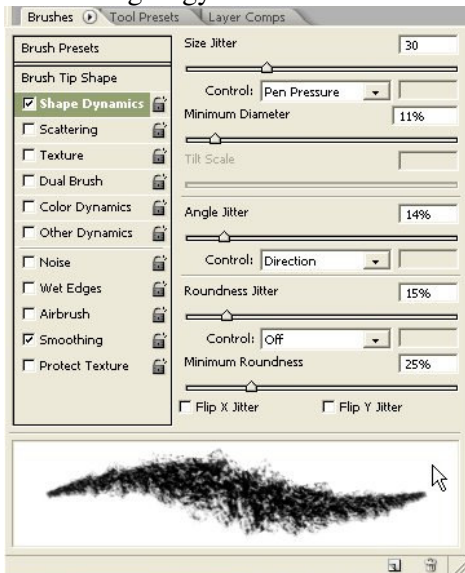 Brushes Tool Presets Layer Comps
Brush Presets
Brush Tip Shape
Shape Dynamics
Scattering
Texture
Dual Brush
Color Dynamics
Other Dynamics
Noise
Wet Edges
Airbrush
Smoothing
Protect Texture
Size Jitter 30
Control: Pen Pressure
Minimum Diameter 11%
Tilt Scale
Angle Jitter 14%
Control: Direction
Roundness Jitter 15%
Control: Off
Minimum Roundness 25%
Flip X Jitter Flip Y Jitter